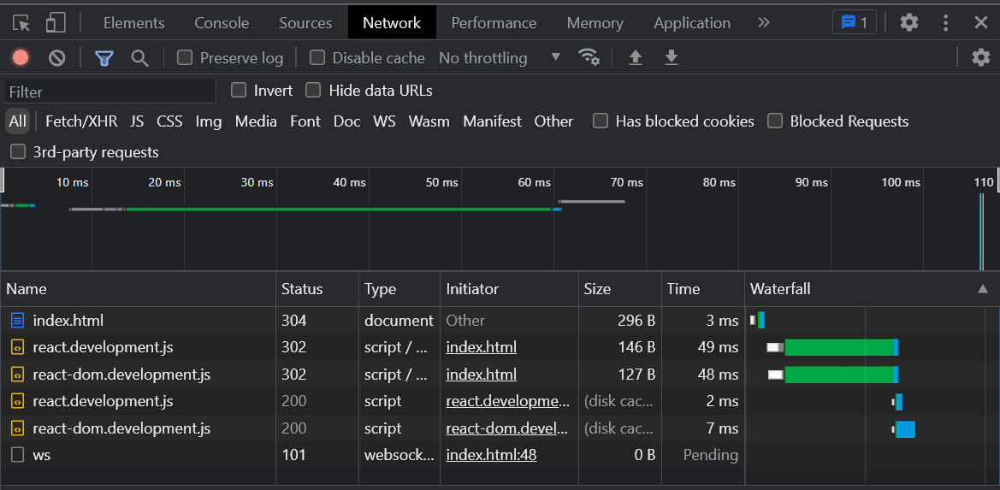 Elements Console Sources Network Performance Memory Application 1
Preserve log Disable cache No throttling
Filter Invert Hide data URLs
All Fetch/XHR JS CSS Img Media Font Doc WS Wasm Manifest Other Has blocked cookies Blocked Requests
3rd-party requests
10 ms 20 ms 30 ms 40 ms 50 ms 60 ms 70 ms 80 ms 90 ms 100 ms 110
Name Status Type Initiator Size Time Waterfall
index.html 304 document Other 296 B 3 ms
react.development.js 302 script / ... index.html 146 B 49 ms
react-dom.development.js 302 script / ... index.html 127 B 48 ms
react.development.js 200 script react.developme... (disk cac... 2 ms
react-dom.development.js 200 script react-dom.devel... (disk cac... 7 ms
ws 101 websock... index.html:48 0 B Pending